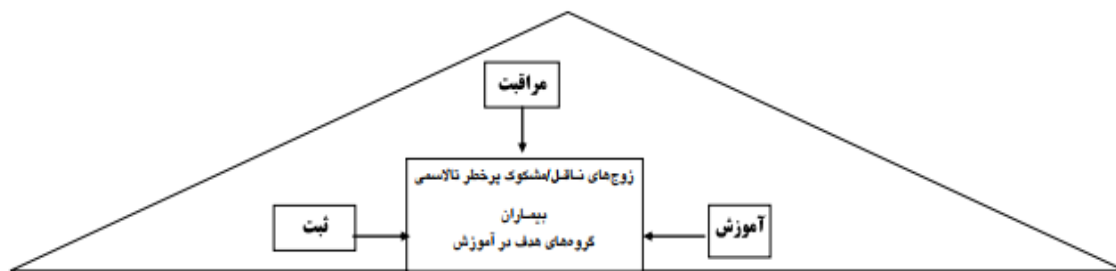 مراقبت
زوج‌های ناقل/مشکوک پرخطر تالاسمی
بیماران
گروه‌های هدف در آموزش
آموزش
ثبت